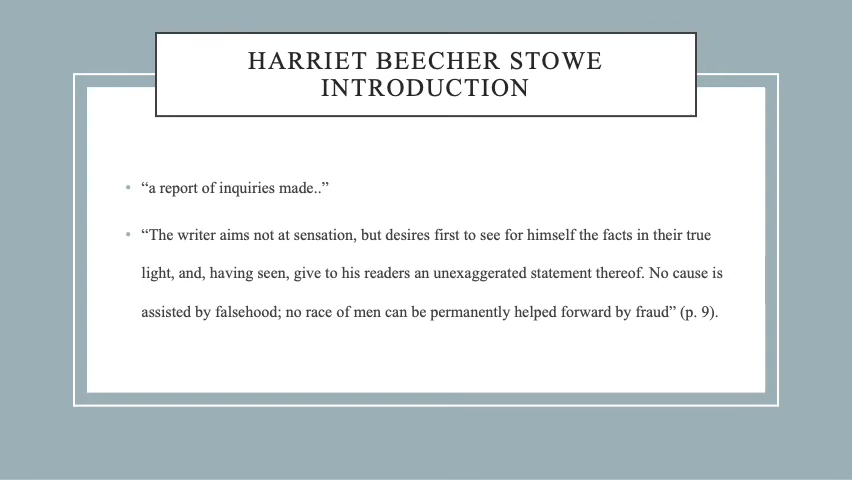 HARRIET BEECHER STOWE
INTRODUCTION
• “a report of inquiries made..”
• “The writer aims not at sensation, but desires first to see for himself the facts in their true
light, and, having seen, give to his readers an unexaggerated statement thereof. No cause is
assisted by falsehood; no race of men can be permanently helped forward by fraud” (p. 9).